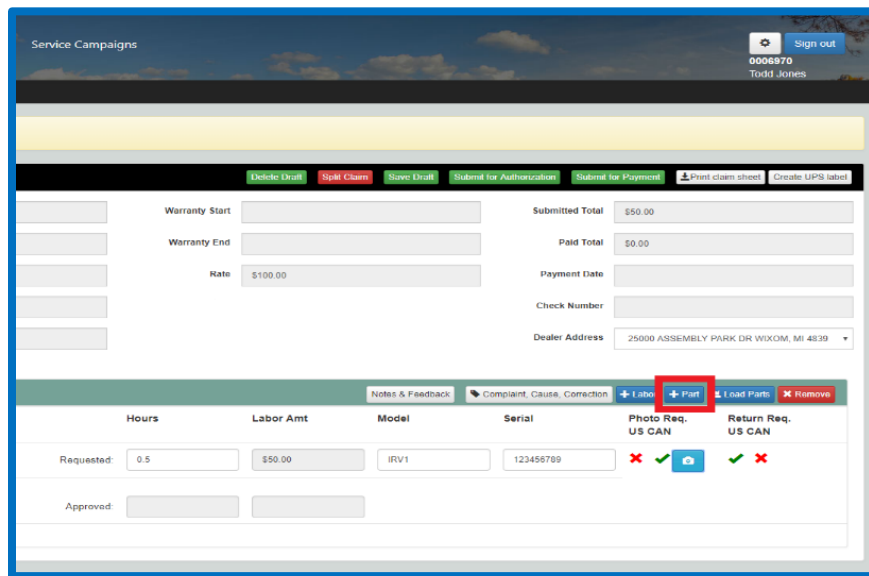 Service Campaigns
Sign out
0006970
Todd Jones
Delete Draft Split Claim Save Draft Submit for Authorization Submit for Payment Print claim sheet Create UPS label
Warranty Start Submitted Total $50.00
Warranty End Paid Total $0.00
Rate $100.00 Payment Date
Check Number
Dealer Address 25000 ASSEMBLY PARK DR WIXOM, MI 4839
Notes & Feedback Complaint, Cause, Correction + Labor + Part Load Parts Remove
Hours Labor Amt Model Serial Photo Req. Return Req.
US CAN US CAN
Requested: 0.5 $50.00 IRV1 123456789
Approved: